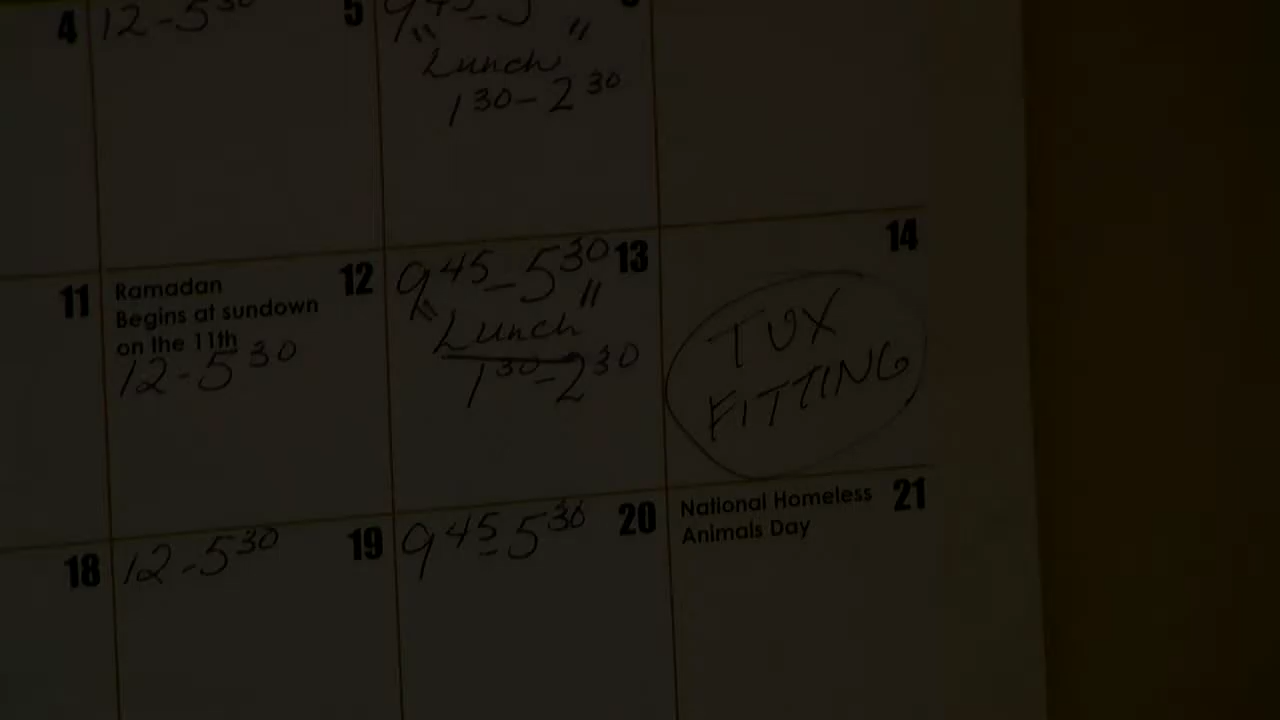 4
12-5 30
5
9 45-5
" "
Lunch
1 30-2 30
11
Ramadan
Begins at sundown
on the 11th
12
12-5 30
9 45-5 30
13
" "
Lunch
1 30-2 30
14
TUX
FITTING
18
12-5 30
19
9 45-5 30
20
National Homeless
Animals Day
21